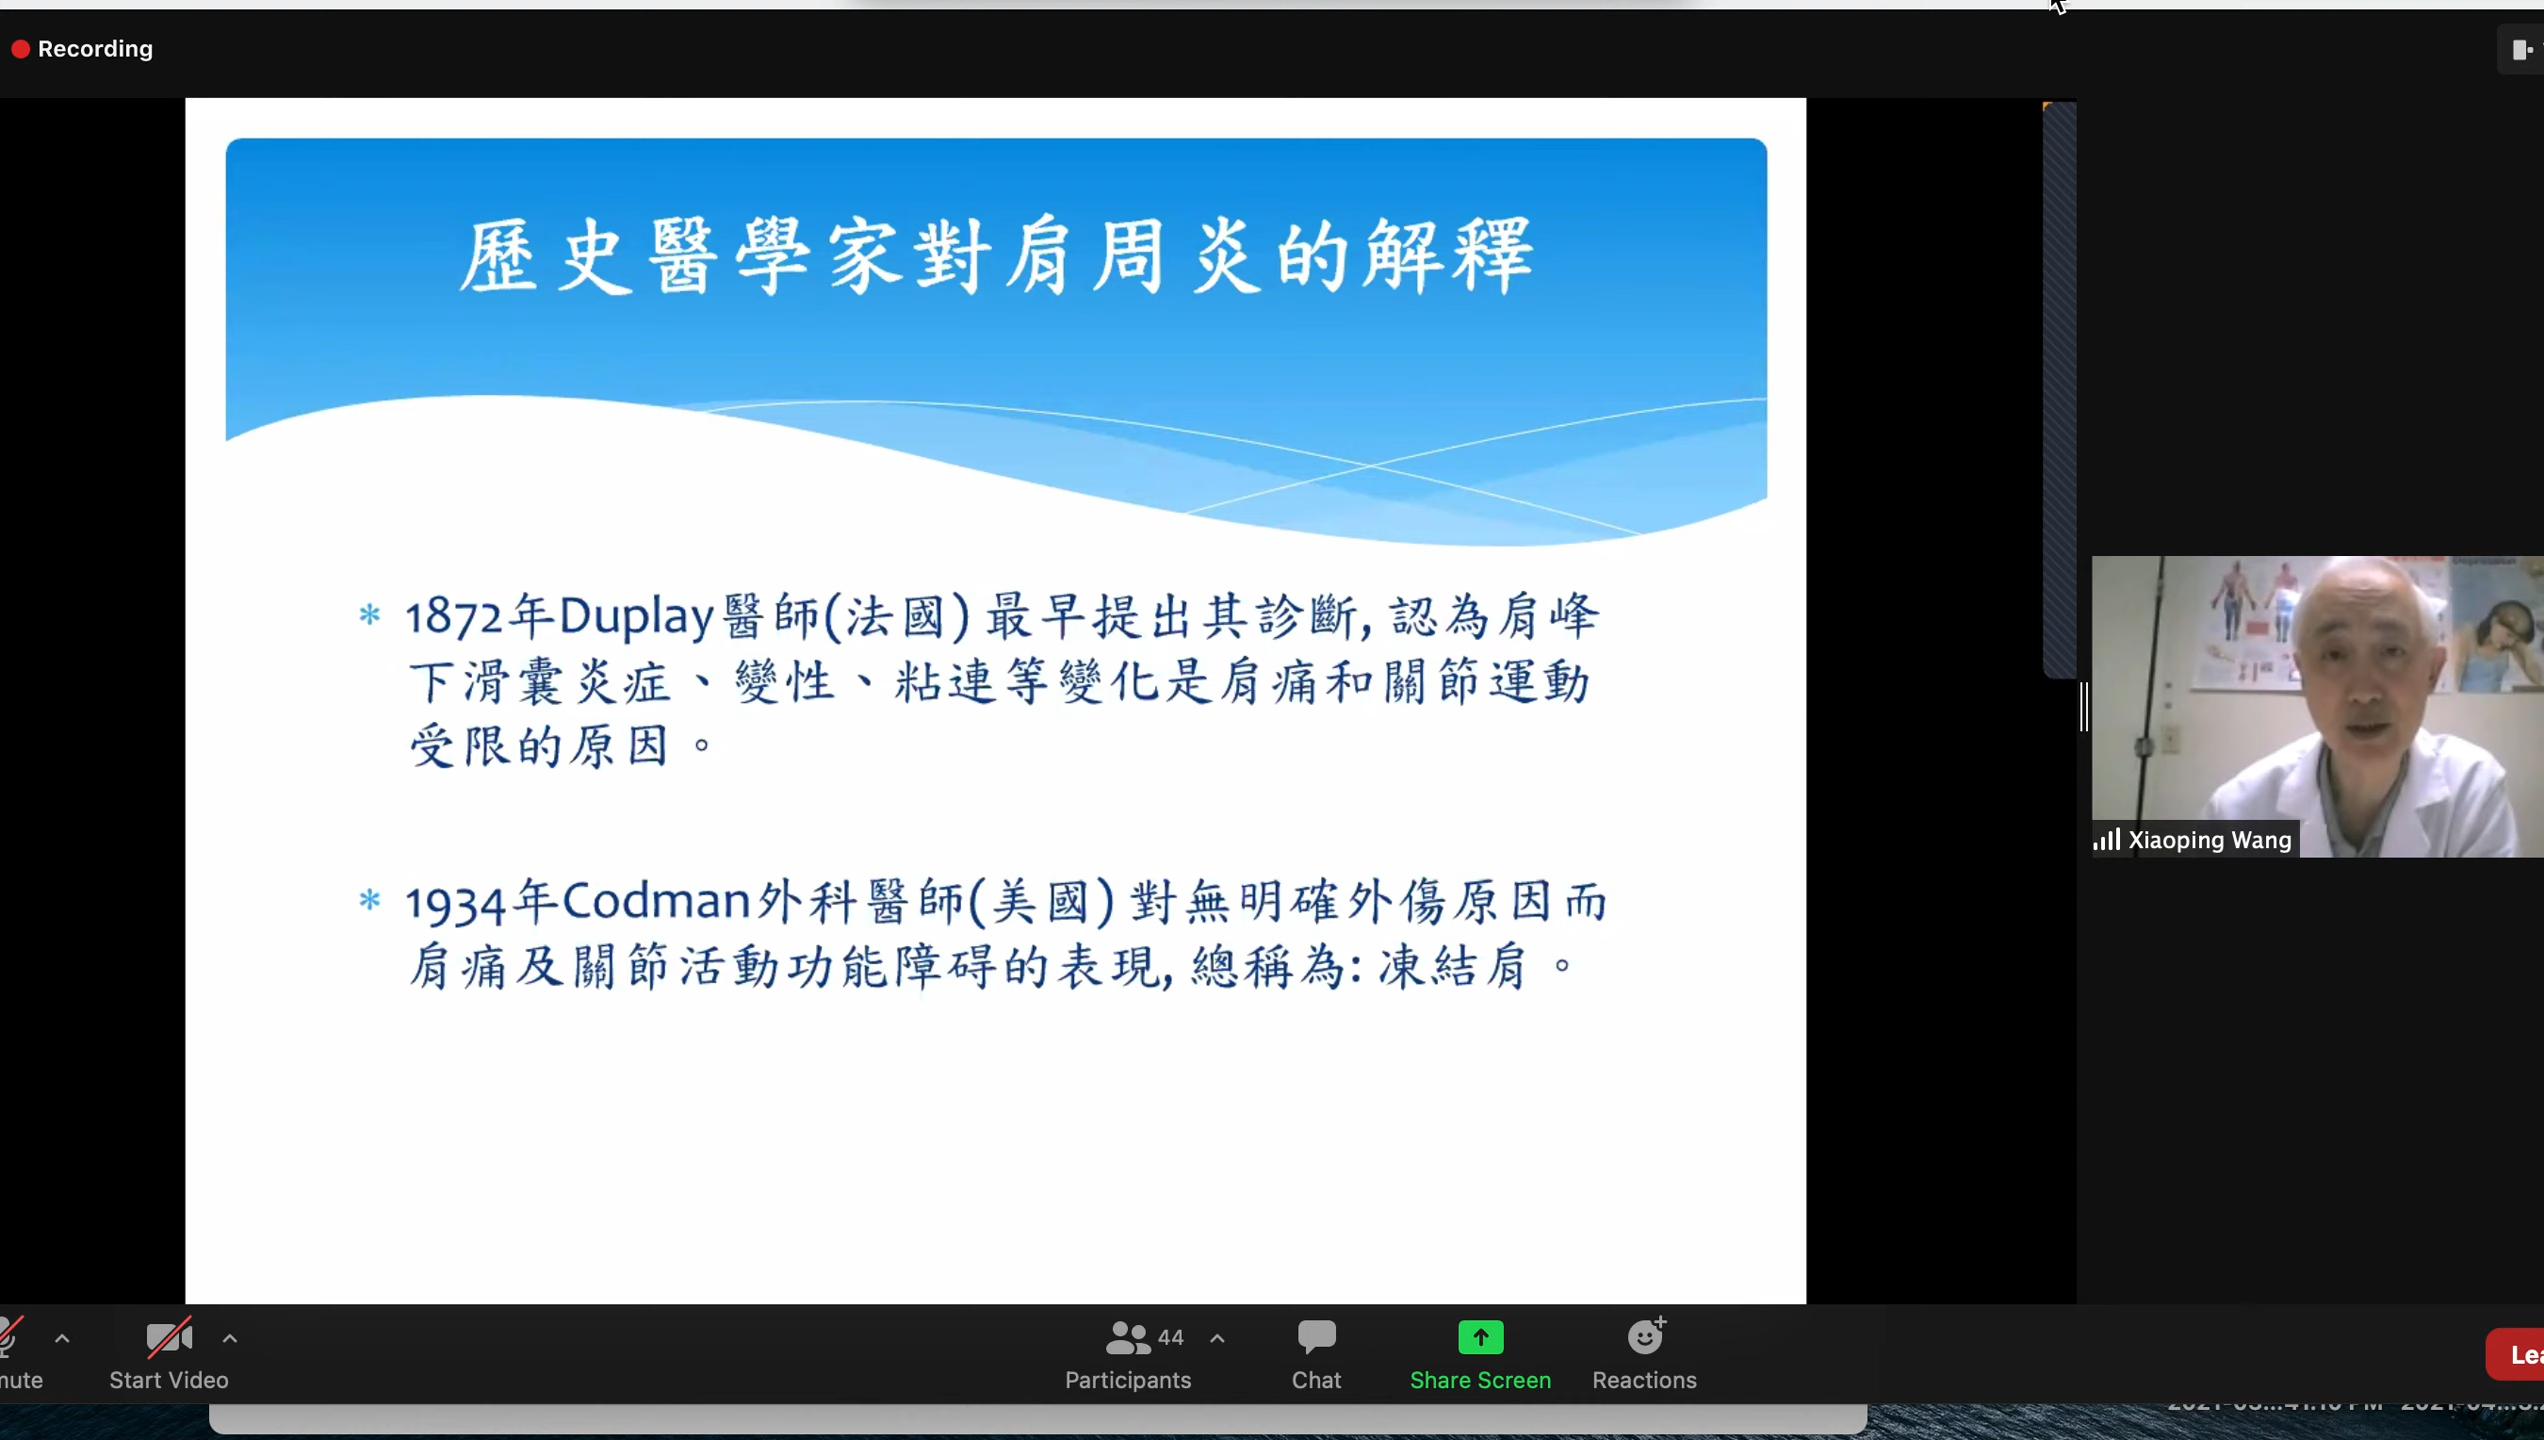 Recording
歷史醫學家對肩周炎的解釋
* 1872年Duplay醫師(法國)最早提出其診斷,認為肩峰
下滑囊炎症、變性、粘連等變化是肩痛和關節運動
受限的原因。
* 1934年Codman外科醫師(美國)對無明確外傷原因而
肩痛及關節活動功能障碍的表現,總稱為:凍結肩。
Xiaoping Wang
mute
Start Video
44
Participants
Chat
Share Screen
Reactions
Lea